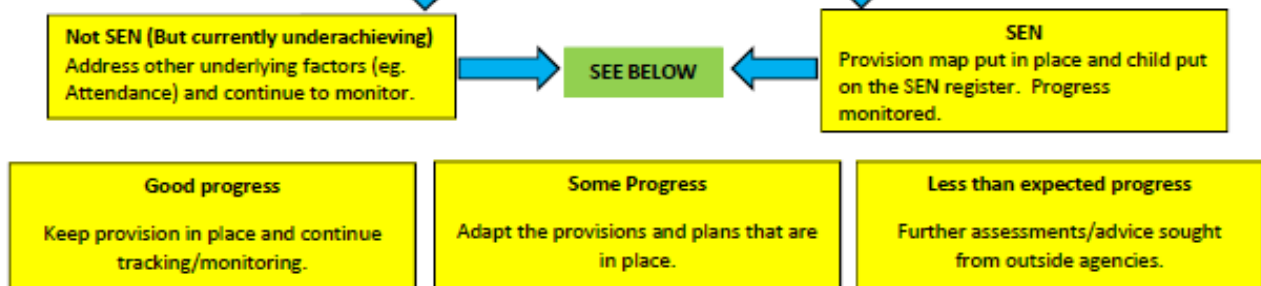 Not SEN (But currently underachieving)
Address other underlying factors (eg.
Attendance) and continue to monitor.
SEE BELOW
SEN
Provision map put in place and child put
on the SEN register. Progress
monitored.
Good progress
Keep provision in place and continue
tracking/monitoring.
Some Progress
Adapt the provisions and plans that are
in place.
Less than expected progress
Further assessments/advice sought
from outside agencies.